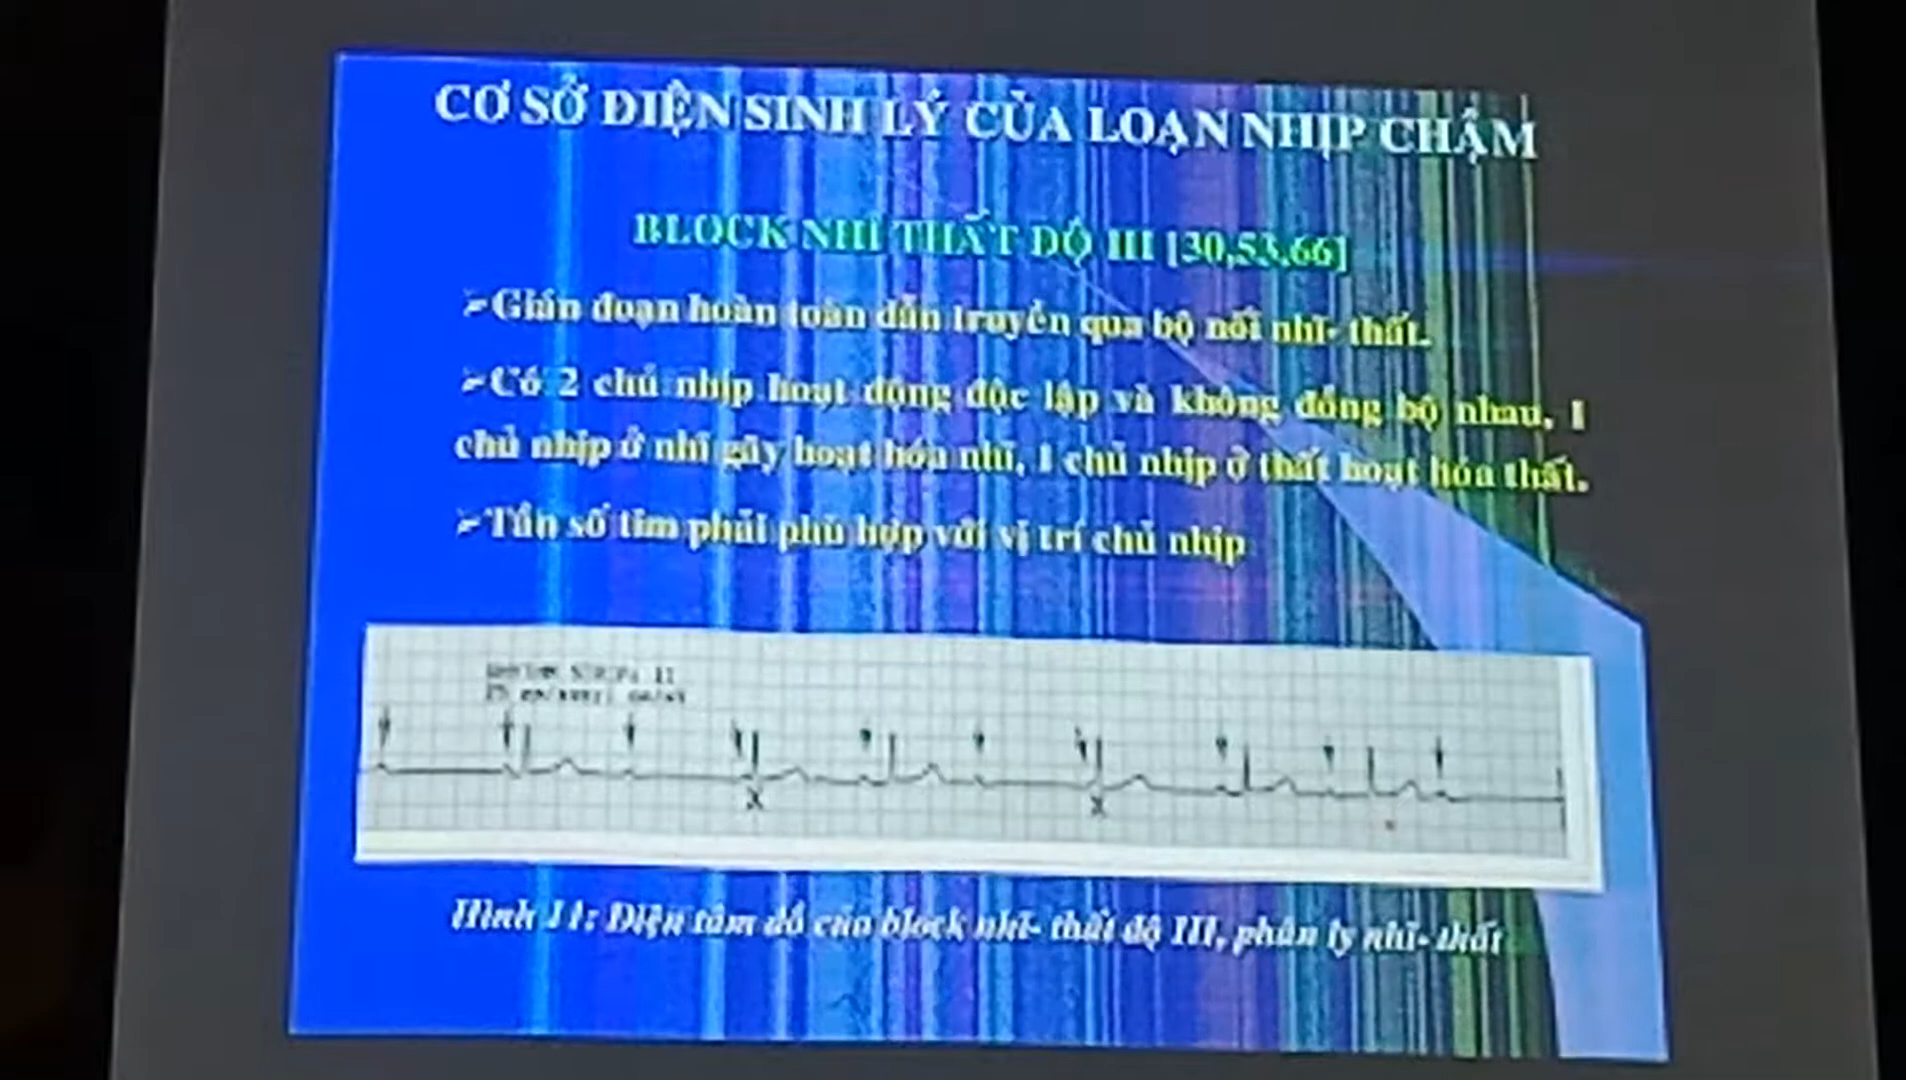 CƠ SỞ ĐIỆN SINH LÝ CỦA LOẠN NHỊP CHẬM
BLOCK NHĨ THẤT ĐỘ III [30,53,66]
➢Gián đoạn hoàn toàn dẫn truyền qua bộ nối nhĩ- thất.
➢Có 2 chủ nhịp hoạt động độc lập và không đồng bộ nhau, 1
chủ nhịp ở nhĩ gây hoạt hóa nhĩ, 1 chủ nhịp ở thất hoạt hóa thất.
➢Tần số tim phải phù hợp với vị trí chủ nhịp
RHYTHM STRIP: II
X X
Hình 11: Điện tâm đồ của block nhĩ- thất độ III, phân ly nhĩ- thất